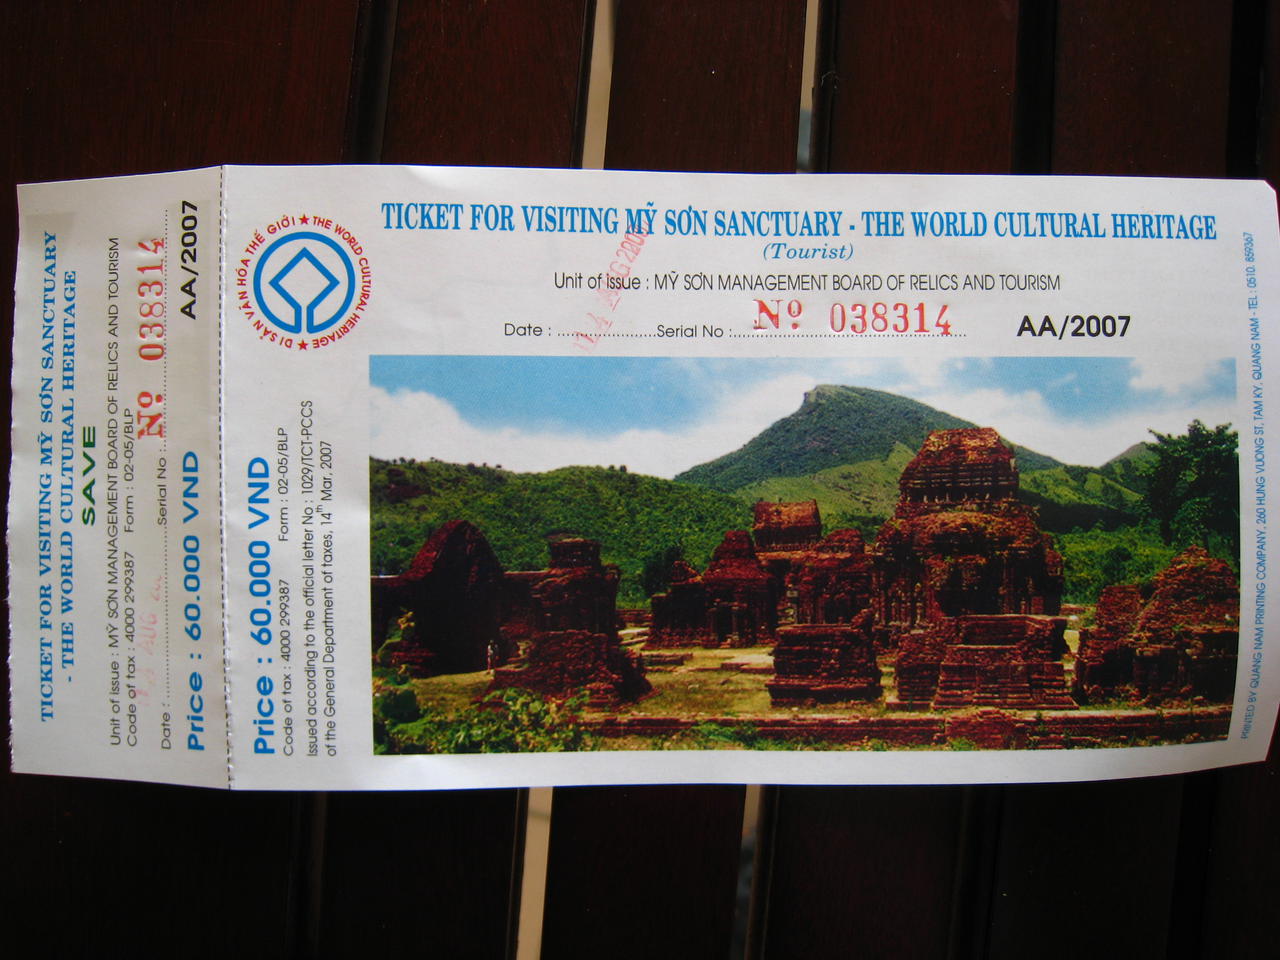 TICKET FOR VISITING MỸ SƠN SANCTUARY
- THE WORLD CULTURAL HERITAGE
SAVE
Unit of issue : MỸ SƠN MANAGEMENT BOARD OF RELICS AND TOURISM
Code of tax : 4000 299387 Form : 02-05/BLP
Date : ........................Serial No :..... Nº 038314
Price : 60.000 VND AA/2007
DI SẢN VĂN HÓA THẾ GIỚI ★ THE WORLD CULTURAL HERITAGE ★
TICKET FOR VISITING MỸ SƠN SANCTUARY - THE WORLD CULTURAL HERITAGE
(Tourist)
Unit of issue : MỸ SƠN MANAGEMENT BOARD OF RELICS AND TOURISM
Date : ........................Serial No :..... Nº 038314 AA/2007
Price : 60.000 VND
Code of tax : 4000 299387 Form : 02-05/BLP
Issued according to the official letter No : 1029/TCT-PCCS
of the General Department of taxes, 14th Mar, 2007
PRINTED BY QUANG NAM PRINTING COMPANY, 260 HUNG VUONG ST, TAM KY, QUANG NAM - TEL : 0510. 859367